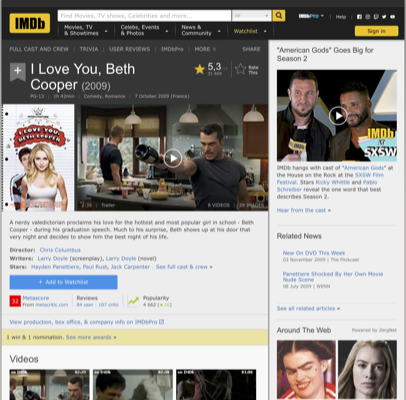 IMDb
Find Movies, TV shows, Celebrities and more...
All
IMDbPro
Help
Movies, TV & Showtimes
Celebs, Events & Photos
News & Community
Watchlist
Sign in
FULL CAST AND CREW | TRIVIA | USER REVIEWS | IMDbPro | MORE
SHARE
I Love You, Beth Cooper (2009)
5,3
Rate This
PG-13 | 1h 42min | Comedy, Romance | 7 October 2009 (France)
I LOVE YOU, BETH COOPER
2:36 | Trailer
8 VIDEOS
29 IMAGES
A nerdy valedictorian proclaims his love for the hottest and most popular girl in school - Beth
Cooper - during his graduation speech. Much to his surprise, Beth shows up at his door that
very night and decides to show him the best night of his life.
Director: Chris Columbus
Writers: Larry Doyle (screenplay), Larry Doyle (novel)
Stars: Hayden Panettiere, Paul Rust, Jack Carpenter | See full cast & crew »
+ Add to Watchlist
32
Metascore
From metacritic.com
Reviews
84 user | 107 critic
Popularity
4 662
View production, box office, & company info on IMDbPro
1 win & 1 nomination. See more awards »
Videos
"American Gods" Goes Big for
Season 2
IMDb
at
SXSW
IMDb hangs with cast of "American Gods" at
the House on the Rock at the SXSW Film
Festival. Stars Ricky Whittle and Pablo
Schreiber reveal the one word that best
describes Season 2.
Hear from the cast »
Related News
New On DVD This Week
03 November 2009 | The Flickcast
Panettiere Shocked By Her Own Movie
Nude Scene
08 July 2009 | WENN
See all related articles »
Around The Web
Powered by ZergNet